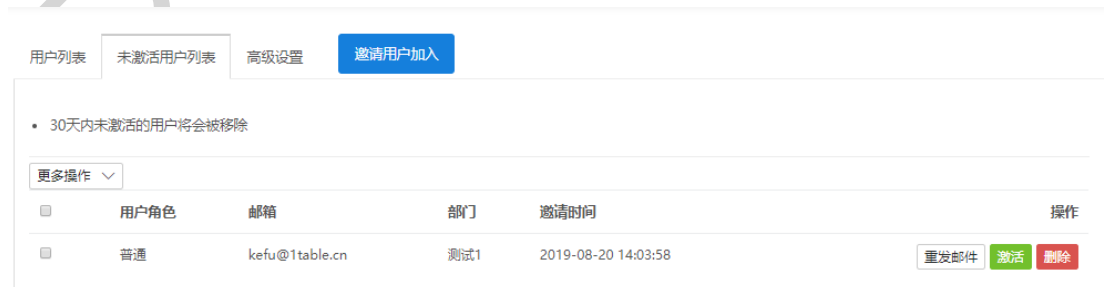 用户列表 未激活用户列表 高级设置 邀请用户加入
• 30天内未激活的用户将会被移除
更多操作
用户角色 邮箱 部门 邀请时间 操作
普通 kefu@1table.cn 测试1 2019-08-20 14:03:58 重发邮件 激活 删除